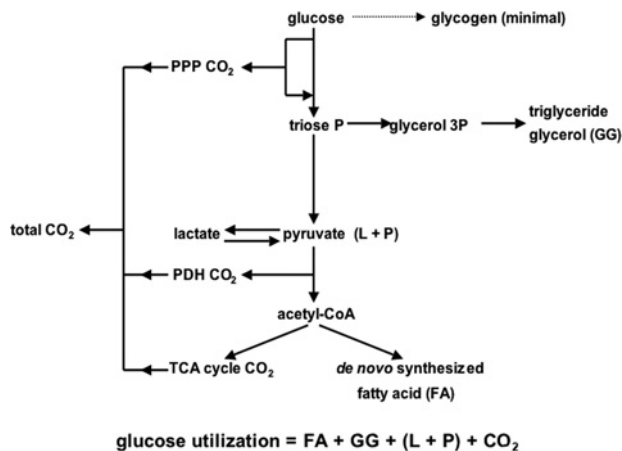 glucose glycogen (minimal)
PPP CO₂
triglyceride
triose P glycerol 3P glycerol (GG)
total CO₂ lactate pyruvate (L + P)
PDH CO₂
acetyl-CoA
TCA cycle CO₂ de novo synthesized
fatty acid (FA)
glucose utilization = FA + GG + (L + P) + CO₂